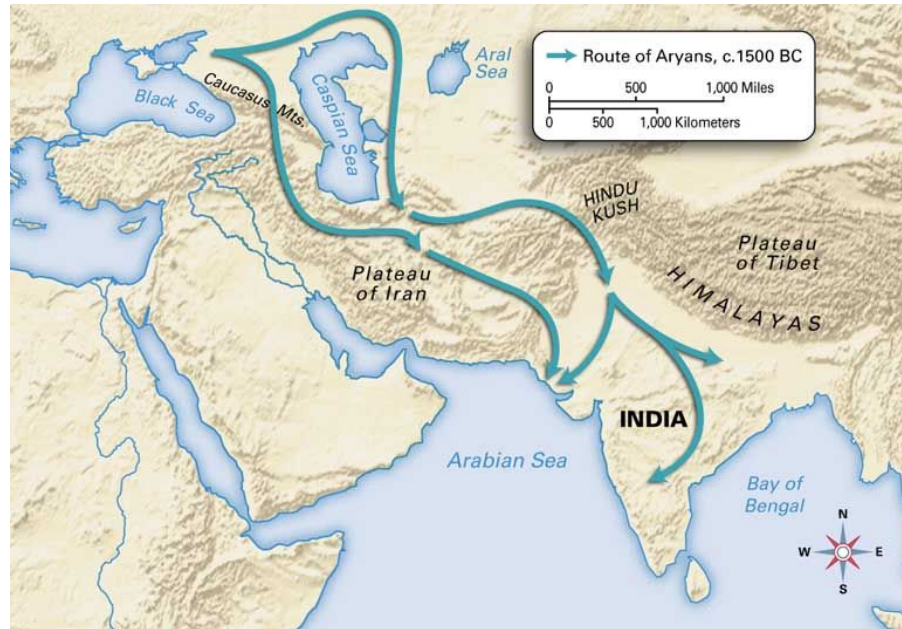 Route of Aryans, c.1500 BC
0 500 1,000 Miles
0 500 1,000 Kilometers
Aral
Sea
Black Sea
Caucasus Mts.
Caspian Sea
HINDU
KUSH
Plateau
of Tibet
HIMALAYAS
Plateau
of Iran
INDIA
Arabian Sea
Bay of
Bengal
N
W E
S